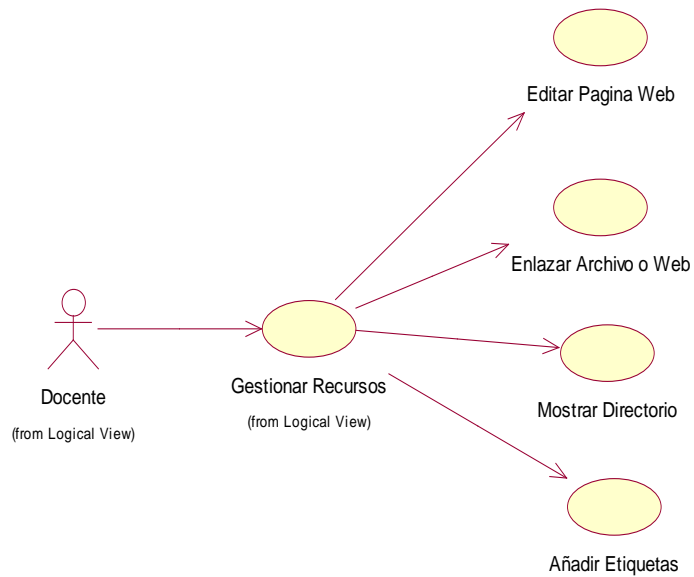 Editar Pagina Web
Enlazar Archivo o Web
Docente
(from Logical View)
Gestionar Recursos
(from Logical View)
Mostrar Directorio
Añadir Etiquetas